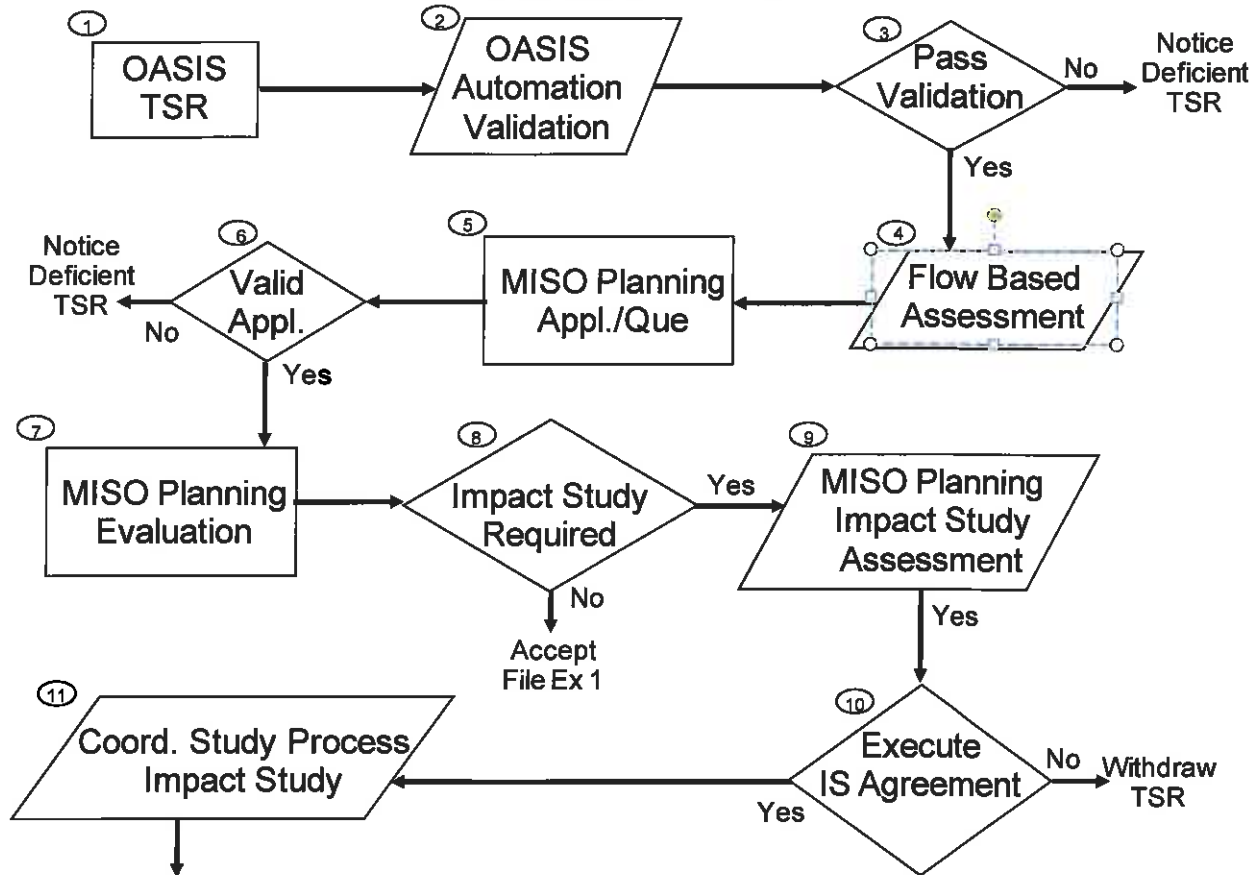 1
OASIS
TSR
2
OASIS
Automation
Validation
3
Pass
Validation
No
Notice
Deficient
TSR
Yes
4
Flow Based
Assessment
5
MISO Planning
Appl./Que
6
Valid
Appl.
No
Notice
Deficient
TSR
Yes
7
MISO Planning
Evaluation
8
Impact Study
Required
Yes
No
Accept
File Ex 1
9
MISO Planning
Impact Study
Assessment
Yes
10
Execute
IS Agreement
No
Withdraw
TSR
Yes
11
Coord. Study Process
Impact Study